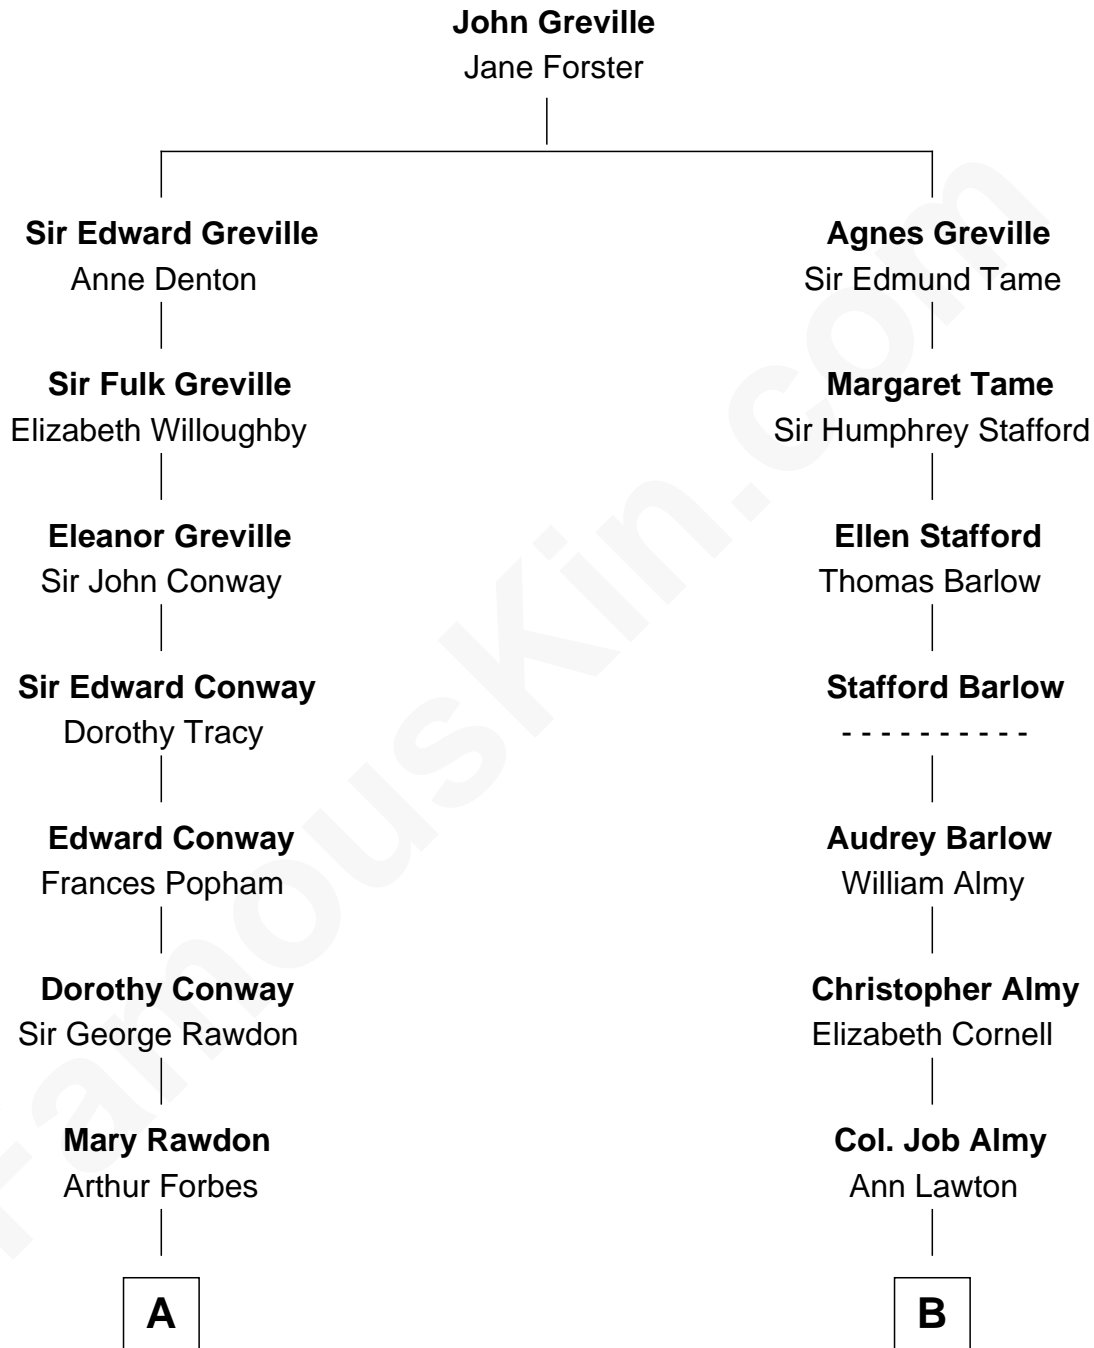 John Greville
Jane Forster
Sir Edward Greville
Anne Denton
Agnes Greville
Sir Edmund Tame
Sir Fulk Greville
Elizabeth Willoughby
Margaret Tame
Sir Humphrey Stafford
Eleanor Greville
Sir John Conway
Ellen Stafford
Thomas Barlow
Sir Edward Conway
Dorothy Tracy
Stafford Barlow
- - - - - - - - - -
Edward Conway
Frances Popham
Audrey Barlow
William Almy
Dorothy Conway
Sir George Rawdon
Christopher Almy
Elizabeth Cornell
Mary Rawdon
Arthur Forbes
Col. Job Almy
Ann Lawton
A
B
FamousKin.com